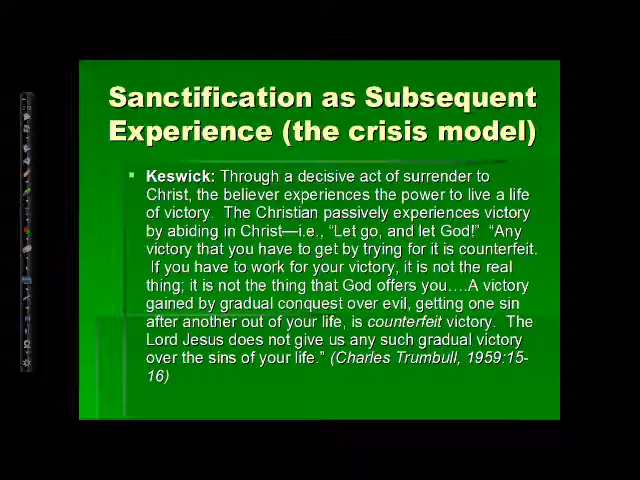 Sanctification as Subsequent
Experience (the crisis model)
Keswick: Through a decisive act of surrender to
Christ, the believer experiences the power to live a life
of victory.  The Christian passively experiences victory
by abiding in Christ—i.e., “Let go, and let God!”  “Any
victory that you have to get by trying for it is counterfeit.
If you have to work for your victory, it is not the real
thing; it is not the thing that God offers you….A victory
gained by gradual conquest over evil, getting one sin
after another out of your life, is counterfeit victory.  The
Lord Jesus does not give us any such gradual victory
over the sins of your life.” (Charles Trumbull, 1959:15-
16)